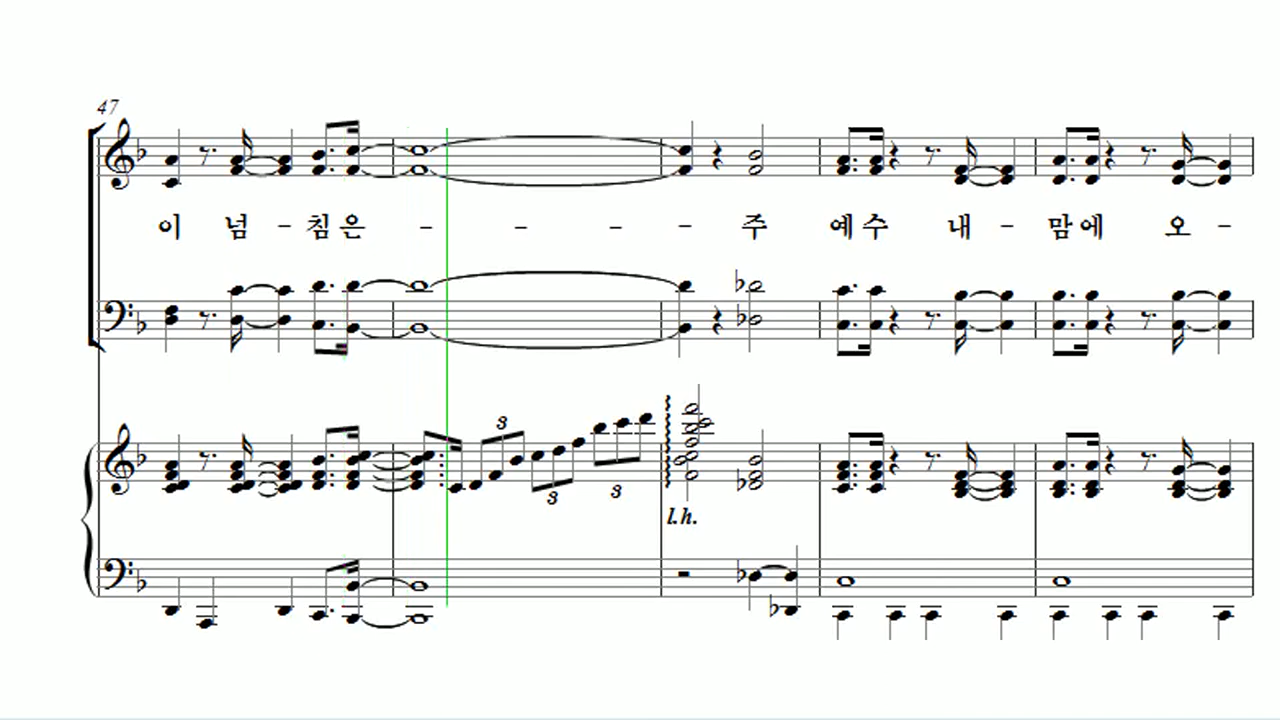 47
이 넘 - 침 은 - - - - 주 예 수 내 - 맘 에 오 -
3
3 3
l.h.